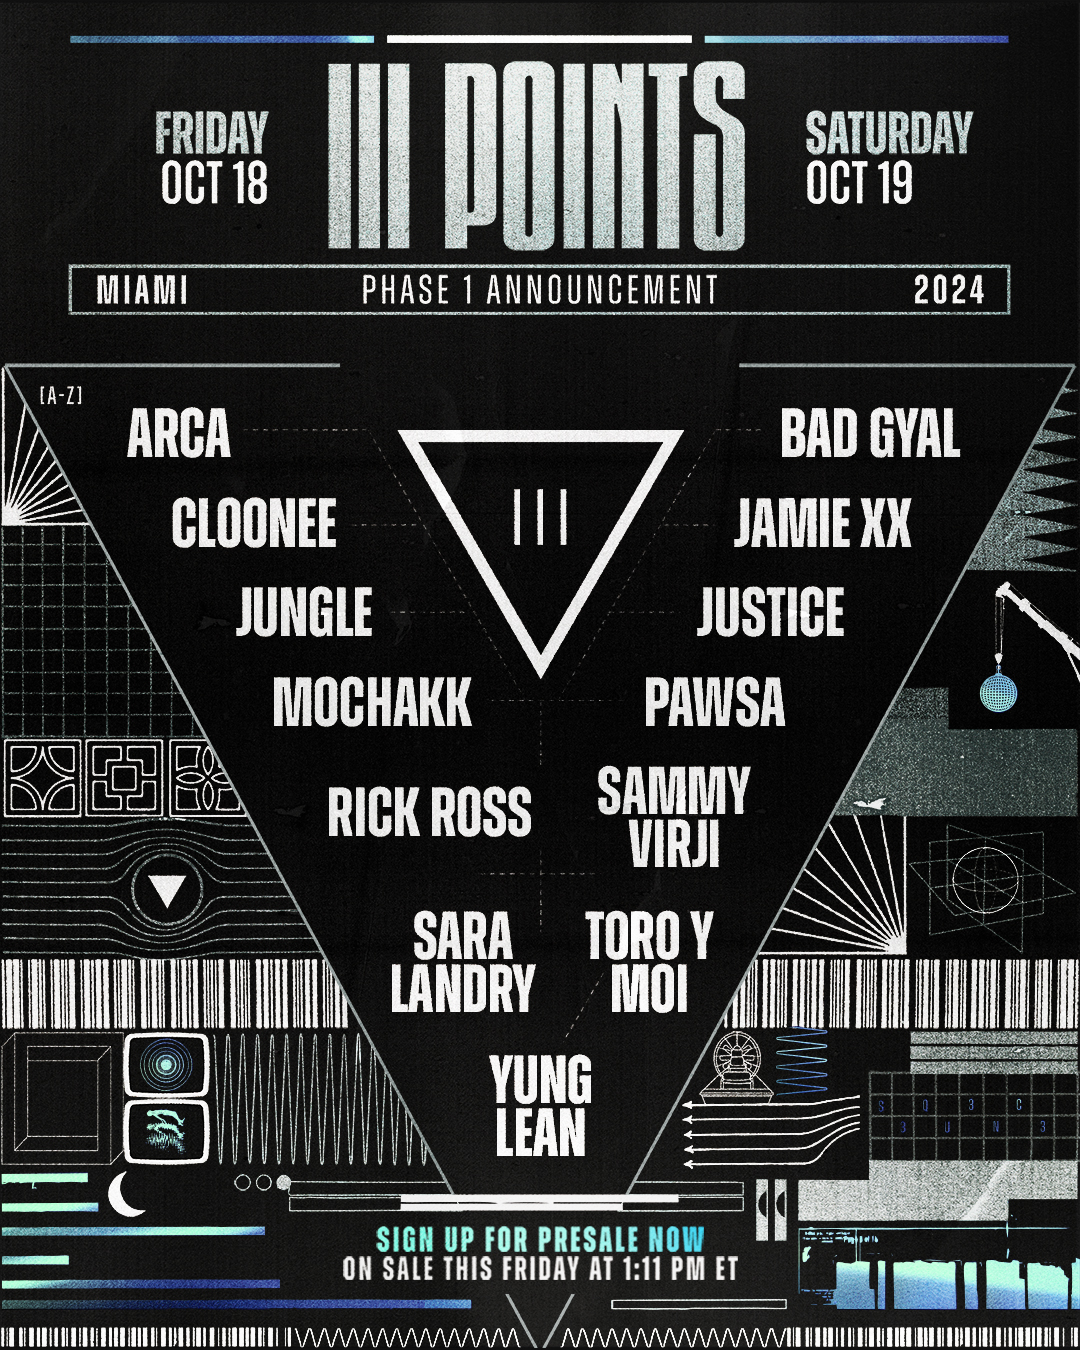 III POINTS
FRIDAY
OCT 18
SATURDAY
OCT 19
MIAMI
PHASE 1 ANNOUNCEMENT
2024
[A-Z]
ARCA
BAD GYAL
III
CLOONEE
JAMIE XX
JUNGLE
JUSTICE
MOCHAKK
PAWSA
RICK ROSS
SAMMY
VIRJI
SARA
LANDRY
TORO Y
MOI
YUNG
LEAN
S Q 3 C
B U N 3
SIGN UP FOR PRESALE NOW
ON SALE THIS FRIDAY AT 1:11 PM ET